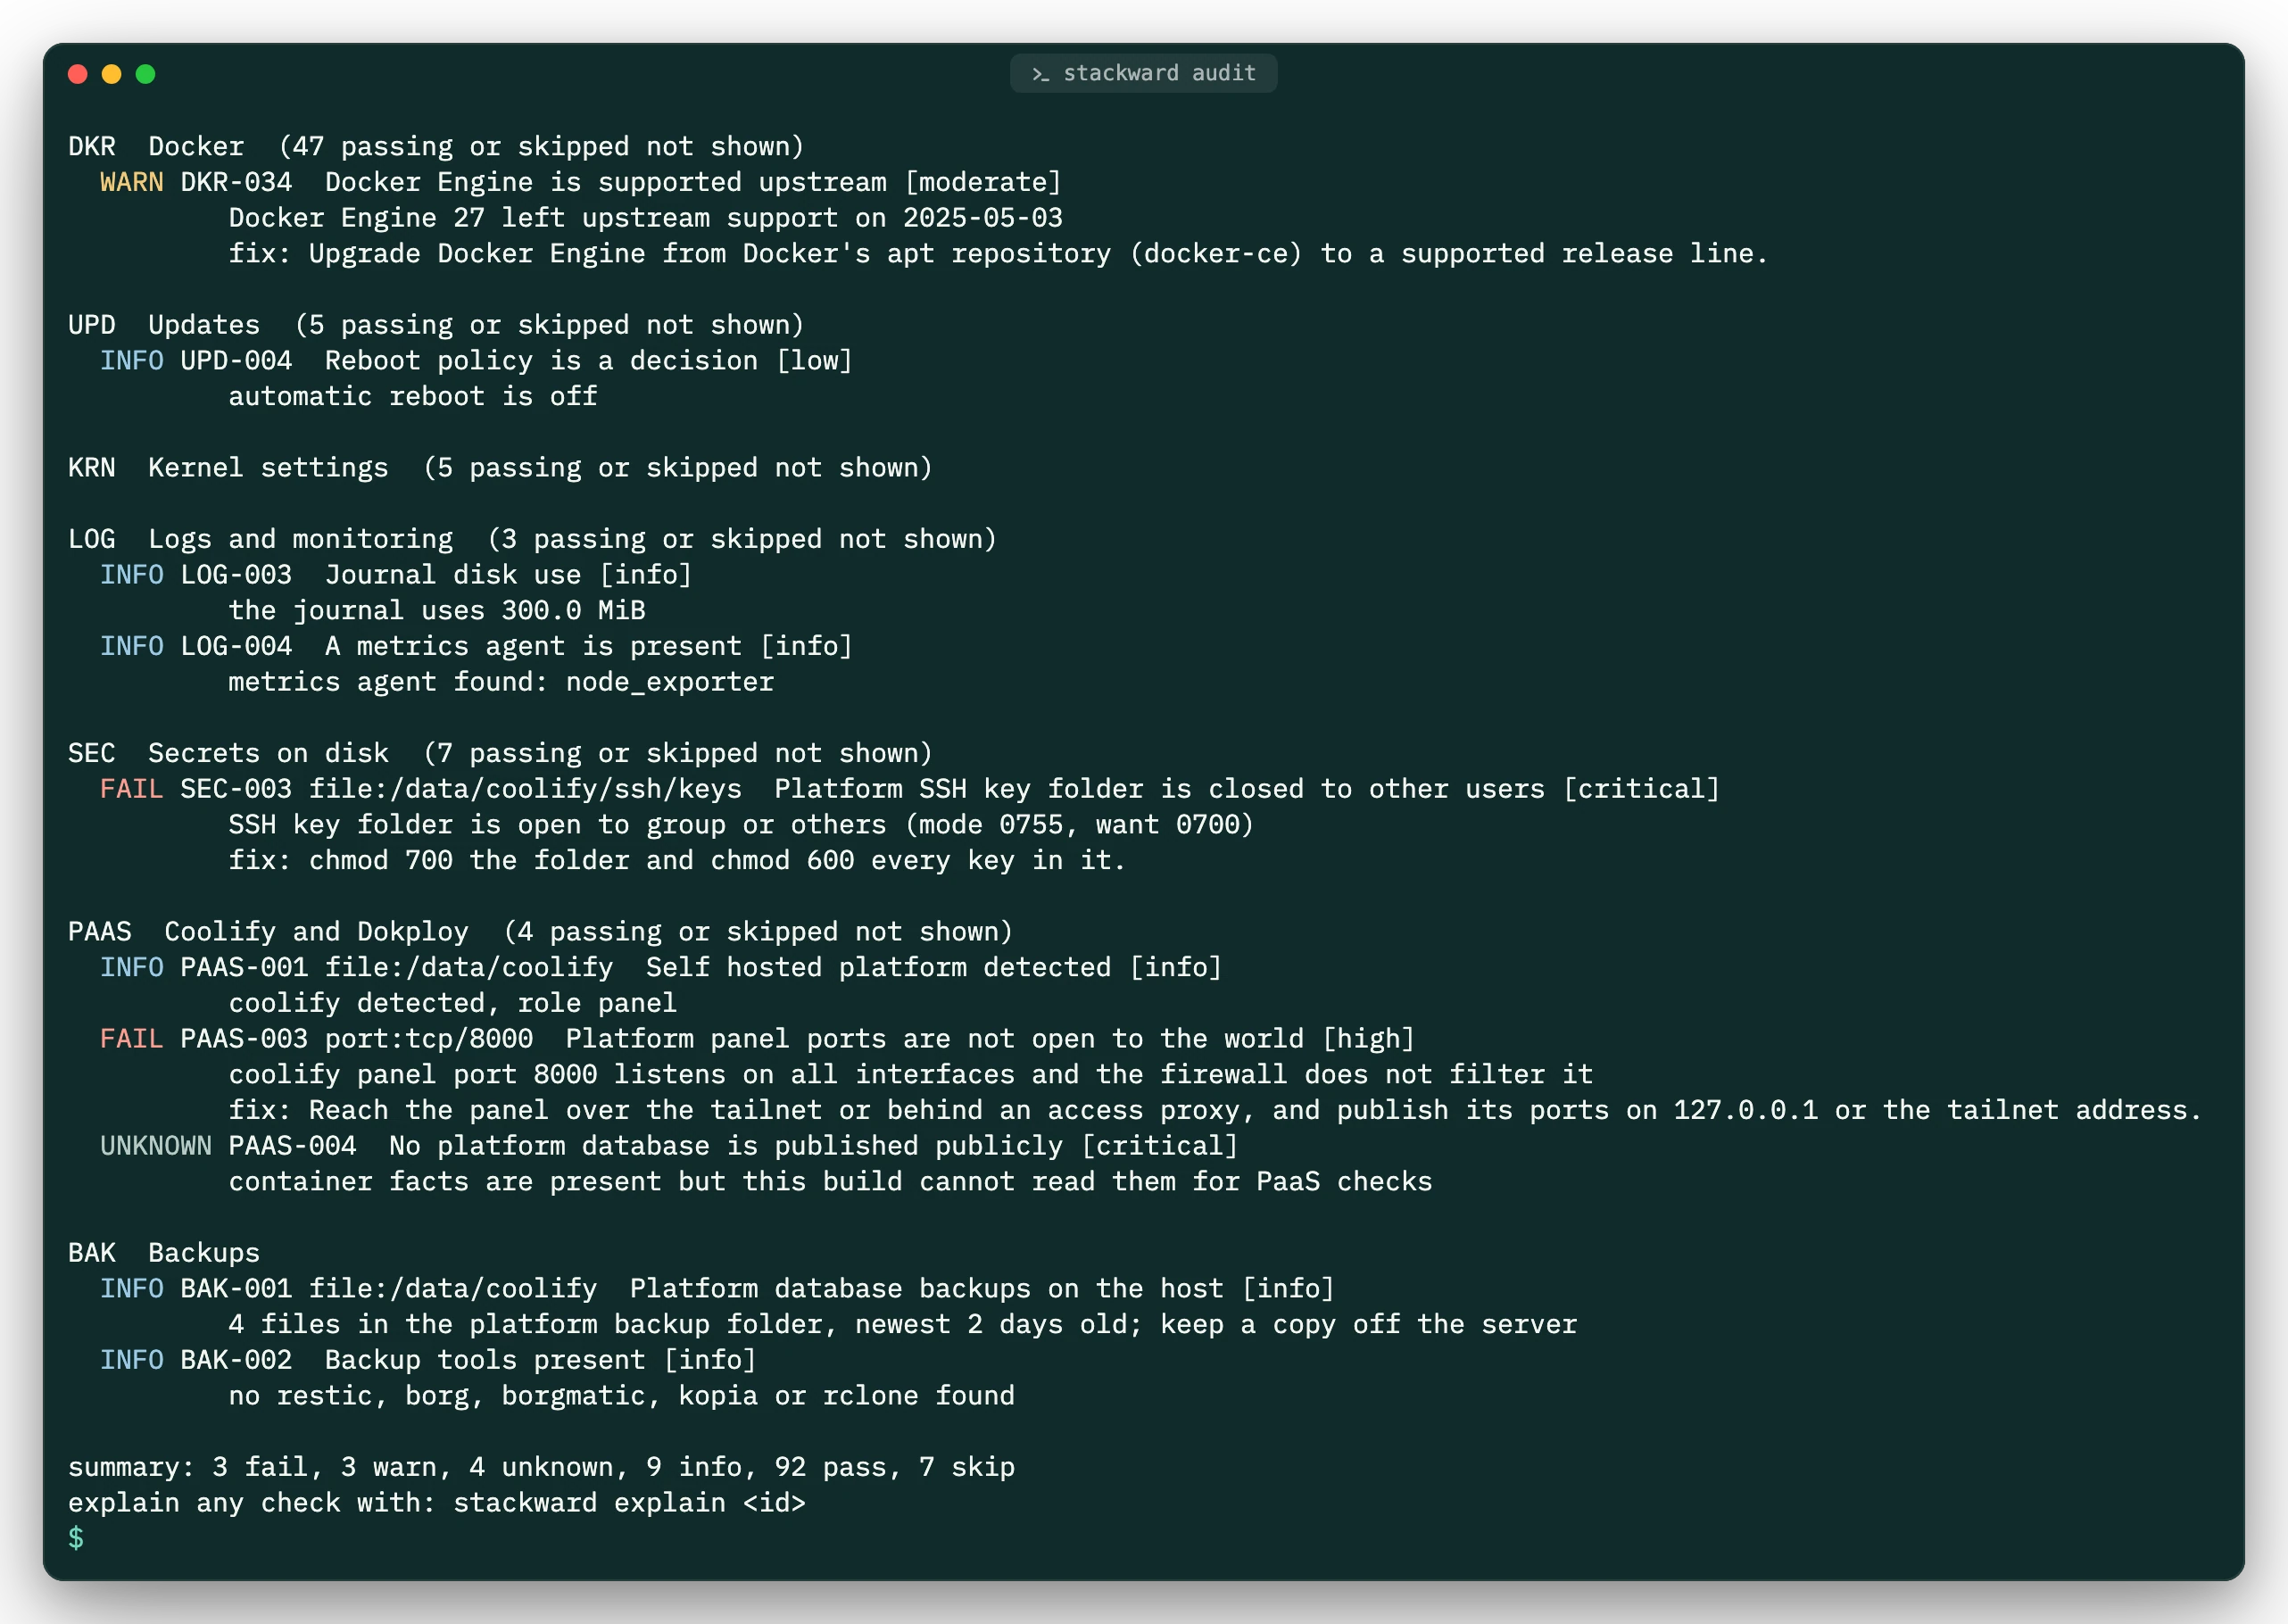 >_ stackward audit
DKR  Docker  (47 passing or skipped not shown)
  WARN DKR-034  Docker Engine is supported upstream [moderate]
          Docker Engine 27 left upstream support on 2025-05-03
          fix: Upgrade Docker Engine from Docker's apt repository (docker-ce) to a supported release line.
UPD  Updates  (5 passing or skipped not shown)
  INFO UPD-004  Reboot policy is a decision [low]
          automatic reboot is off
KRN  Kernel settings  (5 passing or skipped not shown)
LOG  Logs and monitoring  (3 passing or skipped not shown)
  INFO LOG-003  Journal disk use [info]
          the journal uses 300.0 MiB
  INFO LOG-004  A metrics agent is present [info]
          metrics agent found: node_exporter
SEC  Secrets on disk  (7 passing or skipped not shown)
  FAIL SEC-003 file:/data/coolify/ssh/keys  Platform SSH key folder is closed to other users [critical]
          SSH key folder is open to group or others (mode 0755, want 0700)
          fix: chmod 700 the folder and chmod 600 every key in it.
PAAS  Coolify and Dokploy  (4 passing or skipped not shown)
  INFO PAAS-001 file:/data/coolify  Self hosted platform detected [info]
          coolify detected, role panel
  FAIL PAAS-003 port:tcp/8000  Platform panel ports are not open to the world [high]
          coolify panel port 8000 listens on all interfaces and the firewall does not filter it
          fix: Reach the panel over the tailnet or behind an access proxy, and publish its ports on 127.0.0.1 or the tailnet address.
  UNKNOWN PAAS-004  No platform database is published publicly [critical]
          container facts are present but this build cannot read them for PaaS checks
BAK  Backups
  INFO BAK-001 file:/data/coolify  Platform database backups on the host [info]
          4 files in the platform backup folder, newest 2 days old; keep a copy off the server
  INFO BAK-002  Backup tools present [info]
          no restic, borg, borgmatic, kopia or rclone found
summary: 3 fail, 3 warn, 4 unknown, 9 info, 92 pass, 7 skip
explain any check with: stackward explain <id>
$